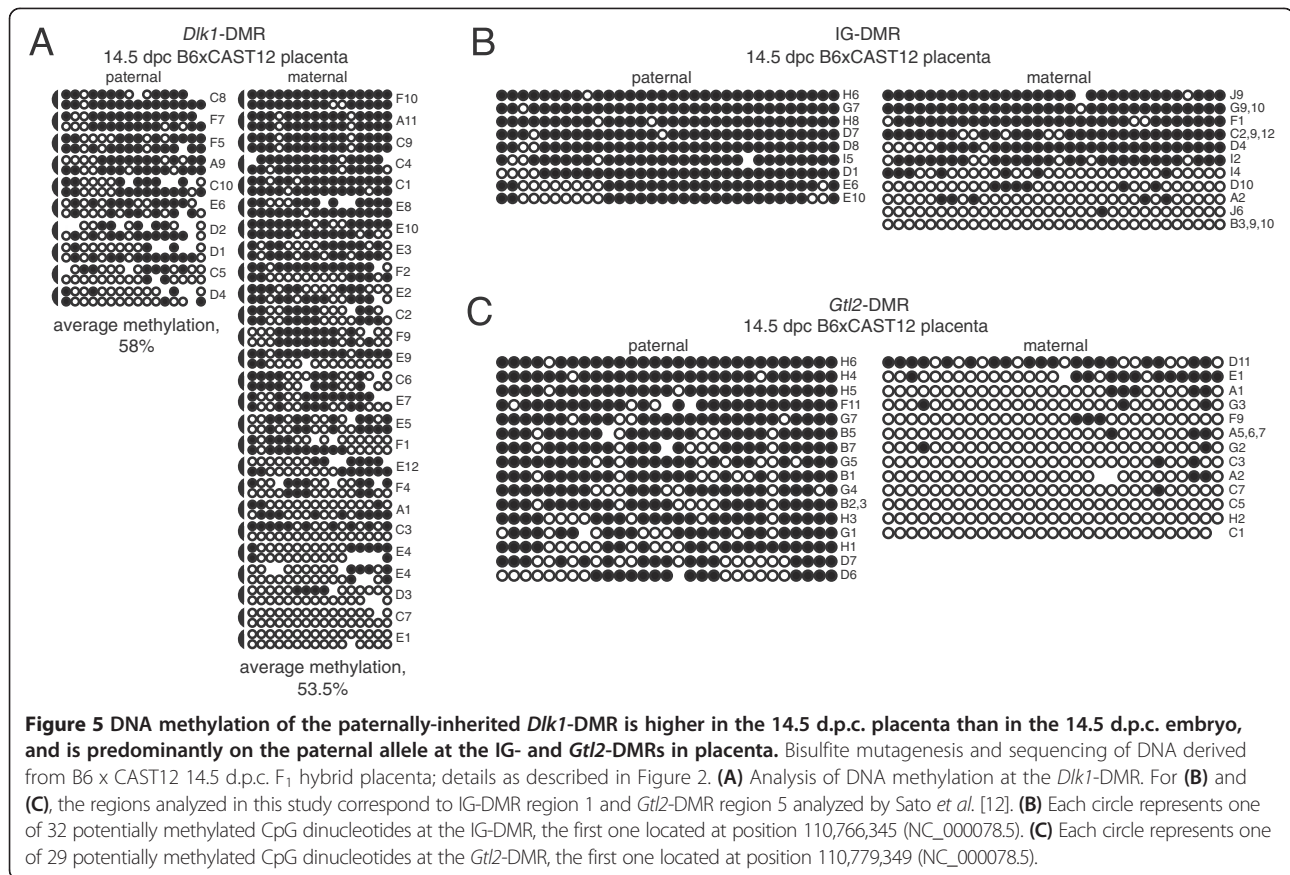 A
Dlk1-DMR
14.5 dpc B6xCAST12 placenta
paternal
C8
F7
F5
A9
C10
E6
D2
D1
C5
D4
average methylation,
58%
maternal
F10
A11
C9
C4
C1
E8
E10
E3
F2
E2
C2
F9
E9
C6
E7
E5
F1
E12
F4
A1
C3
E4
E4
D3
C7
E1
average methylation,
53.5%
B
IG-DMR
14.5 dpc B6xCAST12 placenta
paternal
H6
G7
H8
D7
D8
I5
D1
E6
E10
maternal
J9
G9,10
F1
C2,9,12
D4
I2
I4
D10
A2
J6
B3,9,10
C
Gtl2-DMR
14.5 dpc B6xCAST12 placenta
paternal
H6
H4
H5
F11
G7
B5
B7
G5
B1
G4
B2,3
H3
G1
H1
D7
D6
maternal
D11
E1
A1
G3
F9
A5,6,7
G2
C3
A2
C7
C5
H2
C1
Figure 5 DNA methylation of the paternally-inherited Dlk1-DMR is higher in the 14.5 d.p.c. placenta than in the 14.5 d.p.c. embryo,
and is predominantly on the paternal allele at the IG- and Gtl2-DMRs in placenta. Bisulfite mutagenesis and sequencing of DNA derived
from B6 x CAST12 14.5 d.p.c. F₁ hybrid placenta; details as described in Figure 2. (A) Analysis of DNA methylation at the Dlk1-DMR. For (B) and
(C), the regions analyzed in this study correspond to IG-DMR region 1 and Gtl2-DMR region 5 analyzed by Sato et al. [12]. (B) Each circle represents one
of 32 potentially methylated CpG dinucleotides at the IG-DMR, the first one located at position 110,766,345 (NC_000078.5). (C) Each circle represents one
of 29 potentially methylated CpG dinucleotides at the Gtl2-DMR, the first one located at position 110,779,349 (NC_000078.5).